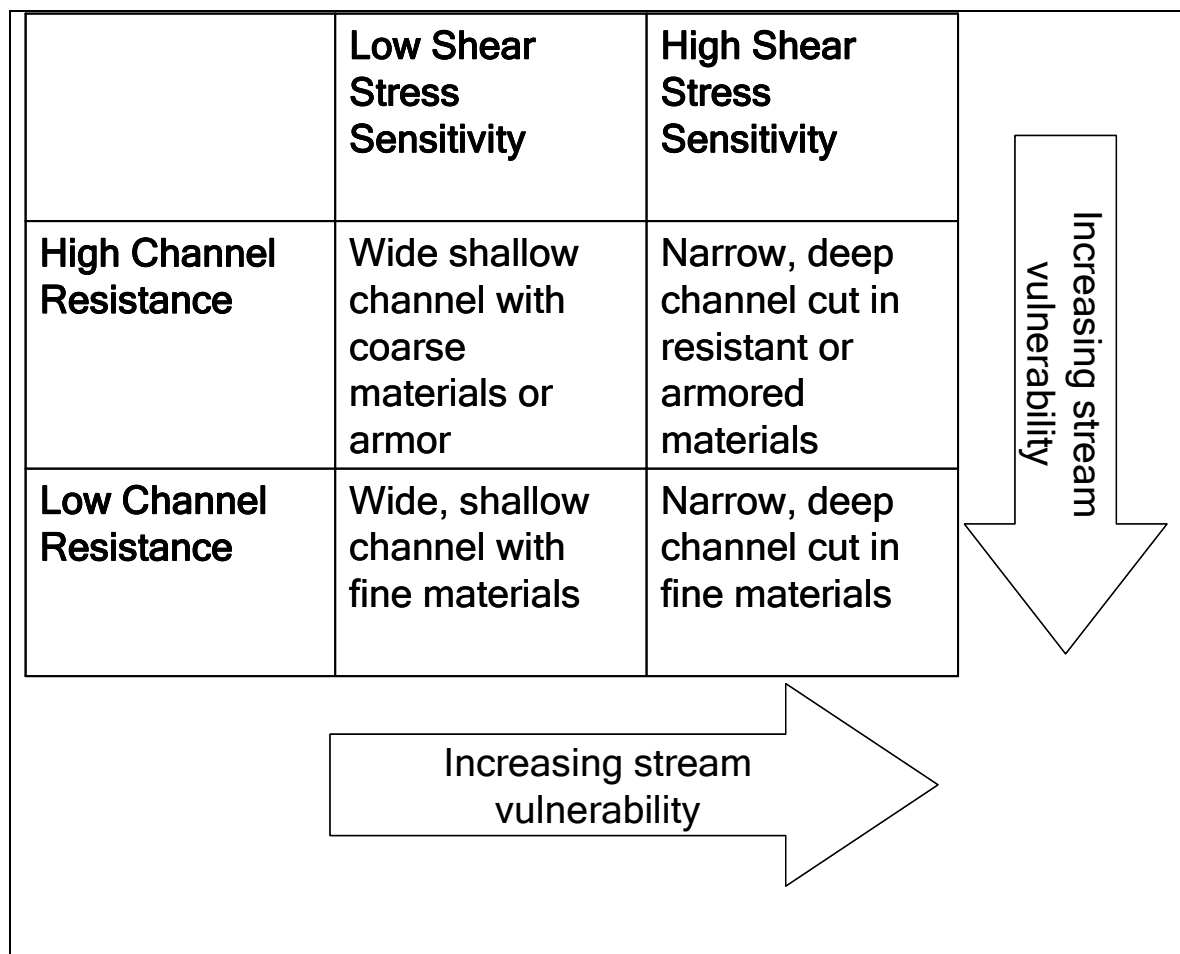 Low Shear
Stress
Sensitivity
High Shear
Stress
Sensitivity
High Channel
Resistance
Wide shallow
channel with
coarse
materials or
armor
Narrow, deep
channel cut in
resistant or
armored
materials
Low Channel
Resistance
Wide, shallow
channel with
fine materials
Narrow, deep
channel cut in
fine materials
Increasing stream
vulnerability
Increasing stream
vulnerability